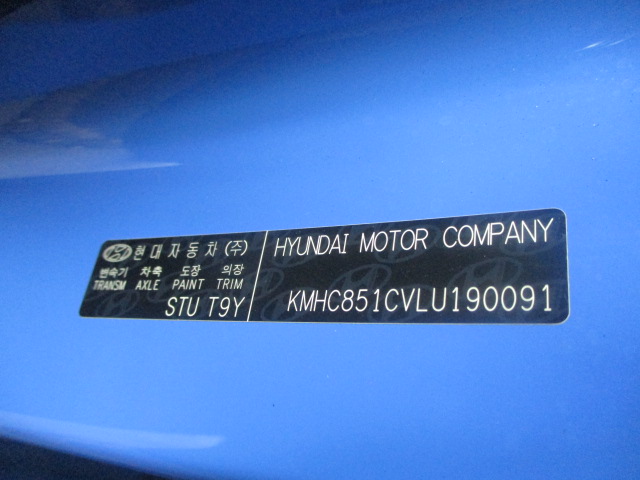 현대자동차(주)
변속기 차축 도장 의장
TRANSM AXLE PAINT TRIM
STU T9Y
HYUNDAI MOTOR COMPANY
KMHC851CVLU190091